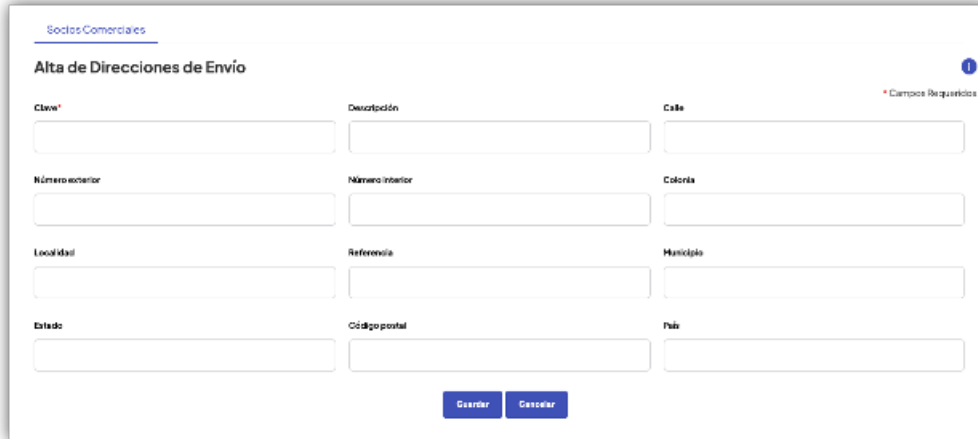 Socios Comerciales
Alta de Direcciones de Envío
* Campos Requeridos
Clave* Descripción Calle
Número exterior Número Interior Colonia
Localidad Referencia Municipio
Estado Código postal País
Guardar Cancelar